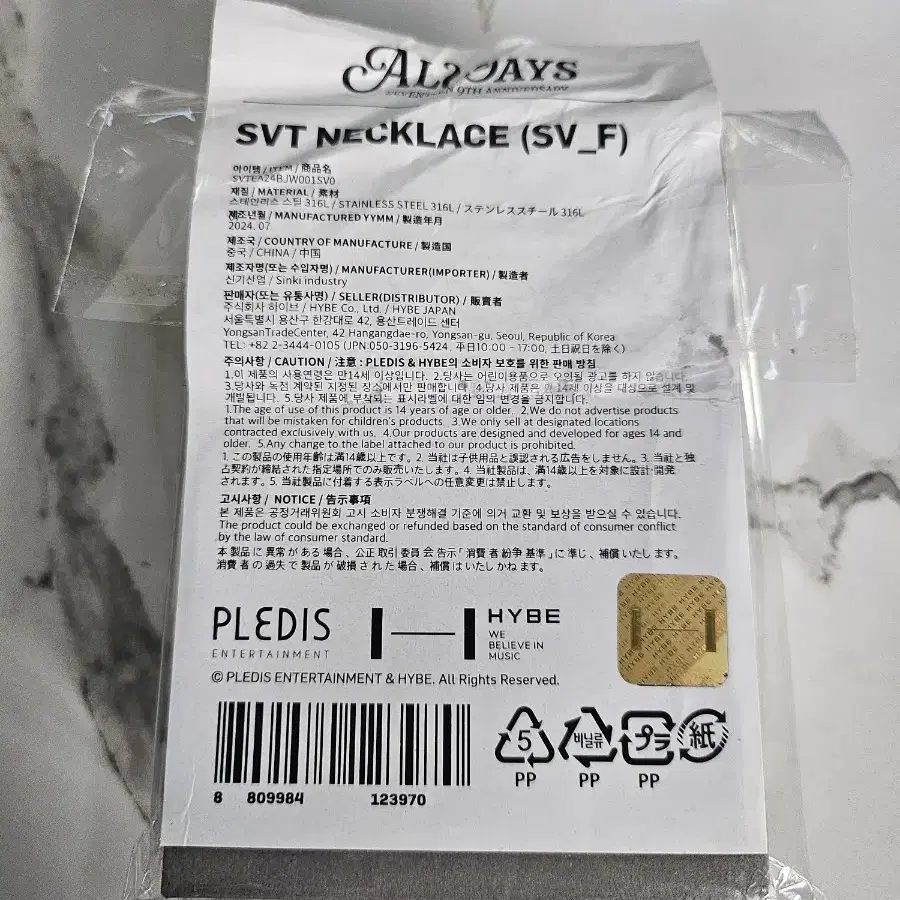 SEVENTEEN 9TH ANNIVERSARY
SVT NECKLACE (SV_F)
아이템 / ITEM / 商品名
SVTEA24BJW001SV0
재질 / MATERIAL / 素材
스테인리스 스틸 316L / STAINLESS STEEL 316L / ステンレススチール 316L
제조년월 / MANUFACTURED YYMM / 製造年月
2024. 07
제조국 / COUNTRY OF MANUFACTURE / 製造国
중국 / CHINA / 中国
제조자명(또는 수입자명) / MANUFACTURER(IMPORTER) / 製造者
신기산업 / Sinki industry
판매자(또는 유통사명) / SELLER(DISTRIBUTOR) / 販売者
주식회사 하이브 / HYBE Co., Ltd. / HYBE JAPAN
서울특별시 용산구 한강대로 42, 용산트레이드 센터
YongsanTradeCenter, 42 Hangangdae-ro, Yongsan-gu, Seoul, Republic of Korea
TEL: +82 2-3444-0105 (JPN:050-3196-5424, 平日10:00~17:00, 土日祝日を除く)
주의사항 / CAUTION / 注意 : PLEDIS & HYBE의 소비자 보호를 위한 판매 방침
1.이 제품의 사용연령은 만14세 이상입니다. 2.당사는 어린이용품으로 오인될 광고를 하지 않습니다.
3.당사와 독점 계약된 지정된 장소에서만 판매합니다. 4.당사 제품은 만 14세 이상을 대상으로 설계 및
개발됩니다. 5.당사 제품에 부착되는 표시라벨에 대한 임의 변경을 금지합니다.
1.The age of use of this product is 14 years of age or older. 2.We do not advertise products
that will be mistaken for children's products. 3.We only sell at designated locations
contracted exclusively with us. 4.Our products are designed and developed for ages 14 and
older. 5.Any change to the label attached to our product is prohibited.
1. この製品の使用年齢は満14歳以上です。2. 当社は子供用品と誤認される広告をしません。3. 当社と独
占契約が締結された指定場所でのみ販売いたします。4. 当社製品は、満14歳以上を対象に設計·開発
されます。5. 当社製品に付着する表示ラベルへの任意変更は禁止します。
고시사항 / NOTICE / 告示事項
본 제품은 공정거래위원회 고시 소비자 분쟁해결 기준에 의거 교환 및 보상을 받으실 수 있습니다.
The product could be exchanged or refunded based on the standard of consumer conflict
by the law of consumer standard.
本製品に異常がある場合、公正取引委員会告示「消費者紛争基準」に準じ、補償いたします。
消費者の過失で製品が破損された場合、補償はいたしかねます。
PLEDIS
ENTERTAINMENT
HYBE
WE
BELIEVE IN
MUSIC
© PLEDIS ENTERTAINMENT & HYBE. All Rights Reserved.
8 809984 123970
5
PP
비닐류
PP
プラ
PP
紙